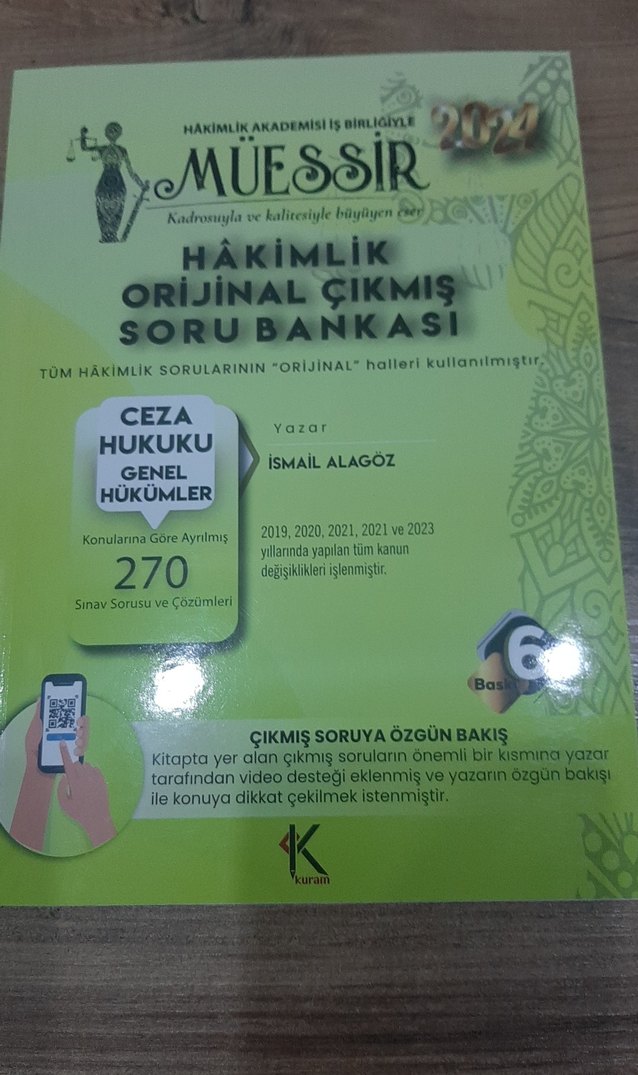 HÂKİMLİK AKADEMİSİ İŞ BİRLİĞİYLE
2024
MÜESSİR
Kadrosuyla ve kalitesiyle büyüyen eser
HÂKİMLİK
ORİJİNAL ÇIKMIŞ
SORU BANKASI
TÜM HÂKİMLİK SORULARININ "ORİJİNAL" halleri kullanılmıştır.
CEZA
HUKUKU
GENEL
HÜKÜMLER
Konularına Göre Ayrılmış
270
Sınav Sorusu ve Çözümleri
Yazar
İSMAİL ALAGÖZ
2019, 2020, 2021, 2021 ve 2023
yıllarında yapılan tüm kanun
değişiklikleri işlenmiştir.
6
Baskı
ÇIKMIŞ SORUYA ÖZGÜN BAKIŞ
Kitapta yer alan çıkmış soruların önemli bir kısmına yazar
tarafından video desteği eklenmiş ve yazarın özgün bakışı
ile konuya dikkat çekilmek istenmiştir.
K
kuram